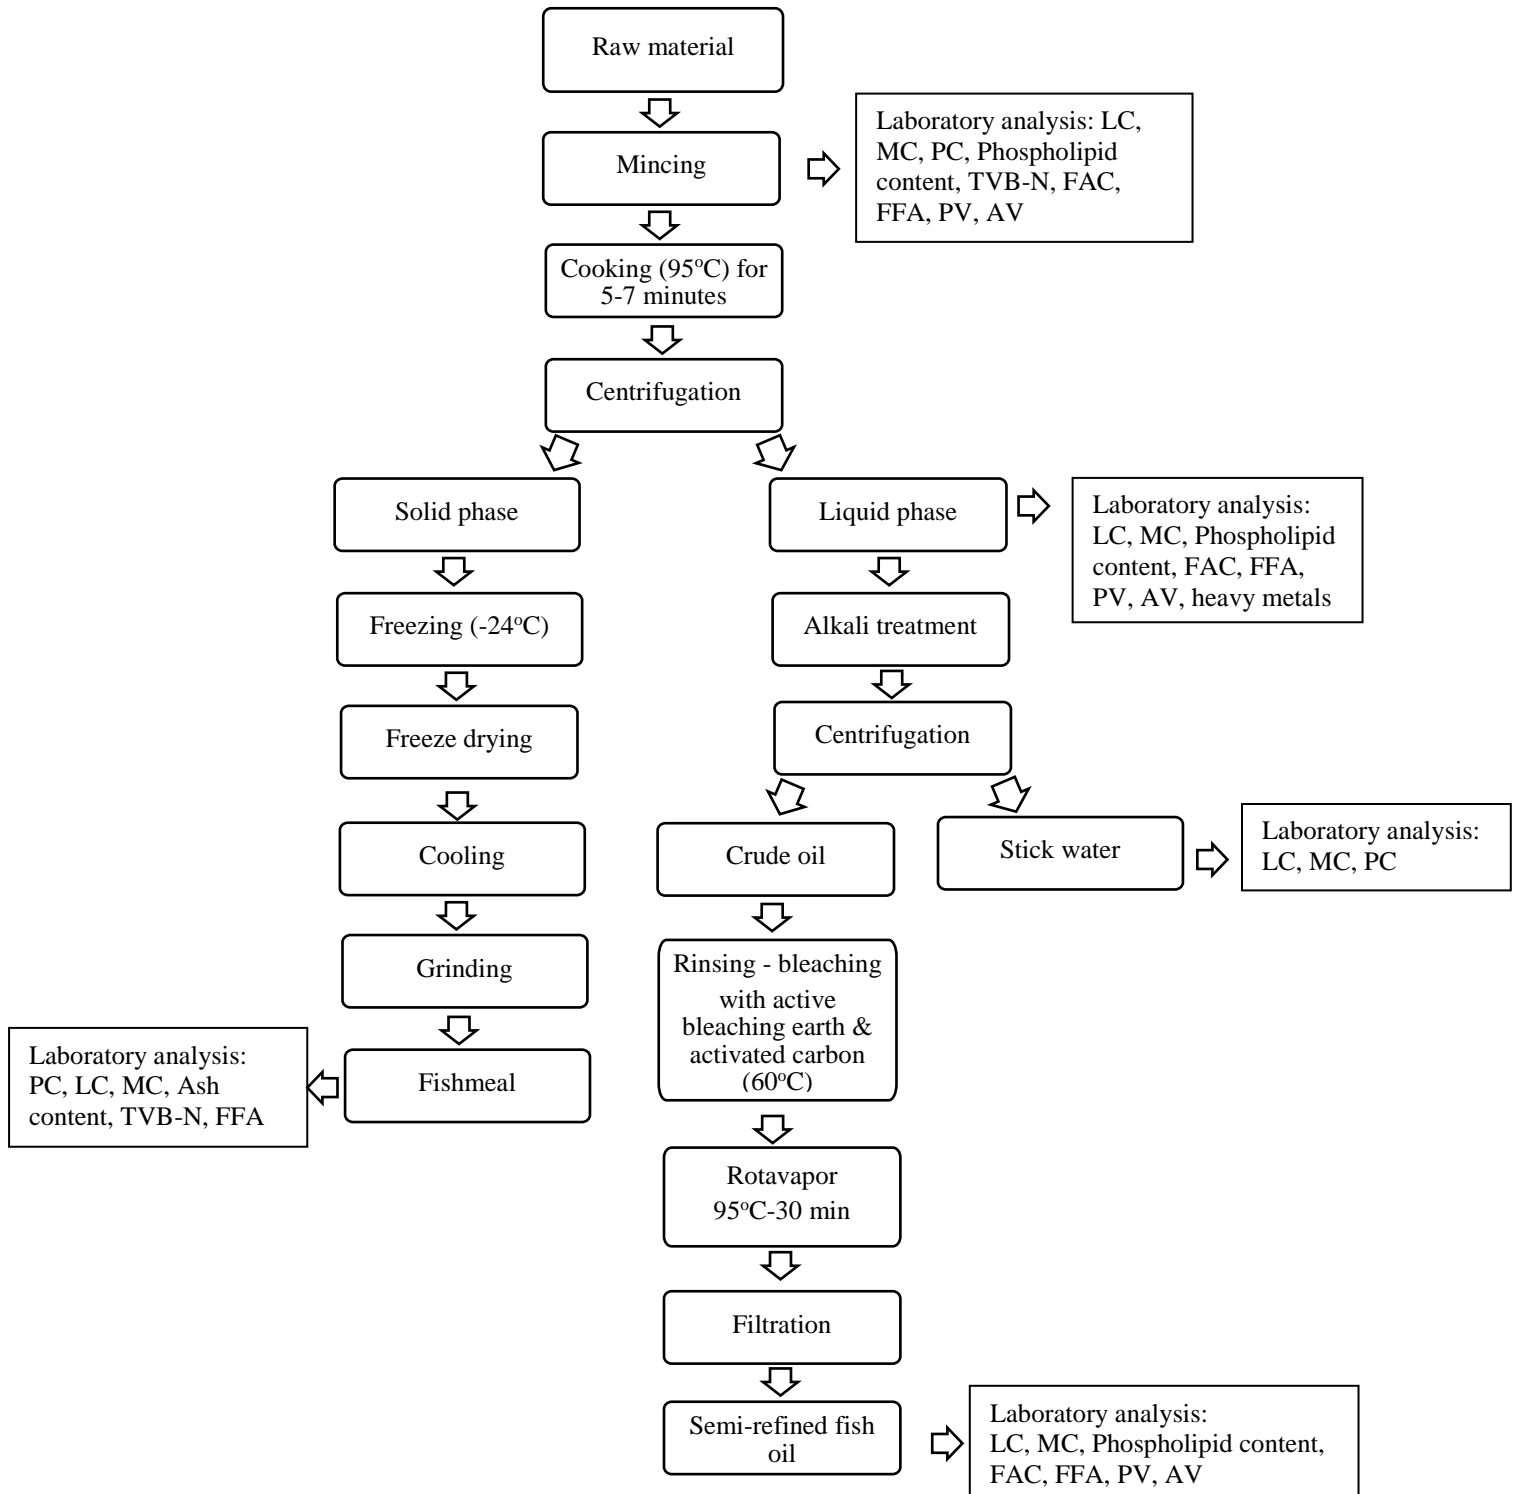 Raw material
Laboratory analysis: LC,
MC, PC, Phospholipid
content, TVB-N, FAC,
FFA, PV, AV
Mincing
Cooking (95°C) for
5-7 minutes
Centrifugation
Solid phase
Liquid phase
Laboratory analysis:
LC, MC, Phospholipid
content, FAC, FFA,
PV, AV, heavy metals
Freezing (-24°C)
Alkali treatment
Freeze drying
Centrifugation
Cooling
Crude oil
Stick water
Laboratory analysis:
LC, MC, PC
Grinding
Rinsing - bleaching
with active
bleaching earth &
activated carbon
(60°C)
Laboratory analysis:
PC, LC, MC, Ash
content, TVB-N, FFA
Fishmeal
Rotavapor
95°C-30 min
Filtration
Semi-refined fish
oil
Laboratory analysis:
LC, MC, Phospholipid content,
FAC, FFA, PV, AV